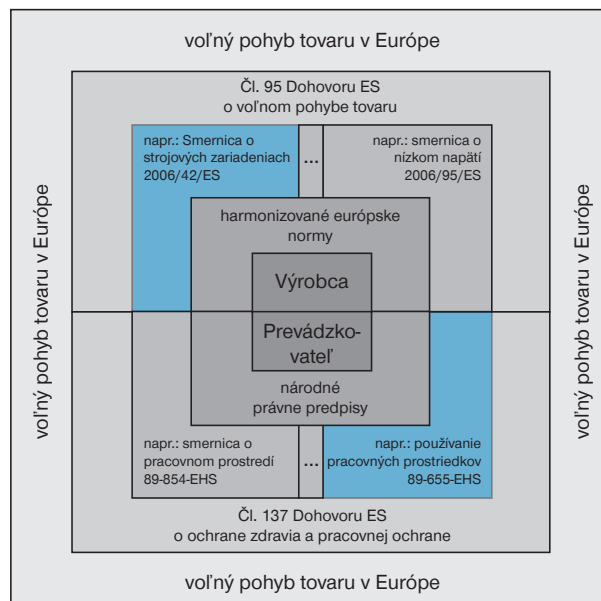 voľný pohyb tovaru v Európe
Čl. 95 Dohovoru ES
o voľnom pohybe tovaru
napr.: Smernica o
strojových zariadeniach
2006/42/ES
...
napr.: smernica o
nízkom napätí
2006/95/ES
voľný pohyb tovaru v Európe
voľný pohyb tovaru v Európe
harmonizované európske
normy
Výrobca
Prevádzko-
vateľ
národné
právne predpisy
napr.: smernica o
pracovnom prostredí
89-854-EHS
...
napr.: používanie
pracovných prostriedkov
89-655-EHS
Čl. 137 Dohovoru ES
o ochrane zdravia a pracovnej ochrane
voľný pohyb tovaru v Európe